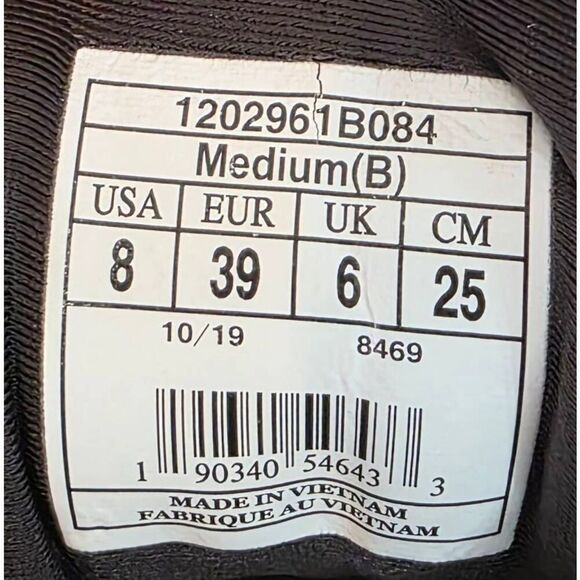 1202961B084
Medium(B)
USA EUR UK CM
8 39 6 25
10/19 8469
1 90340 54643 3
MADE IN VIETNAM
FABRIQUE AU VIETNAM